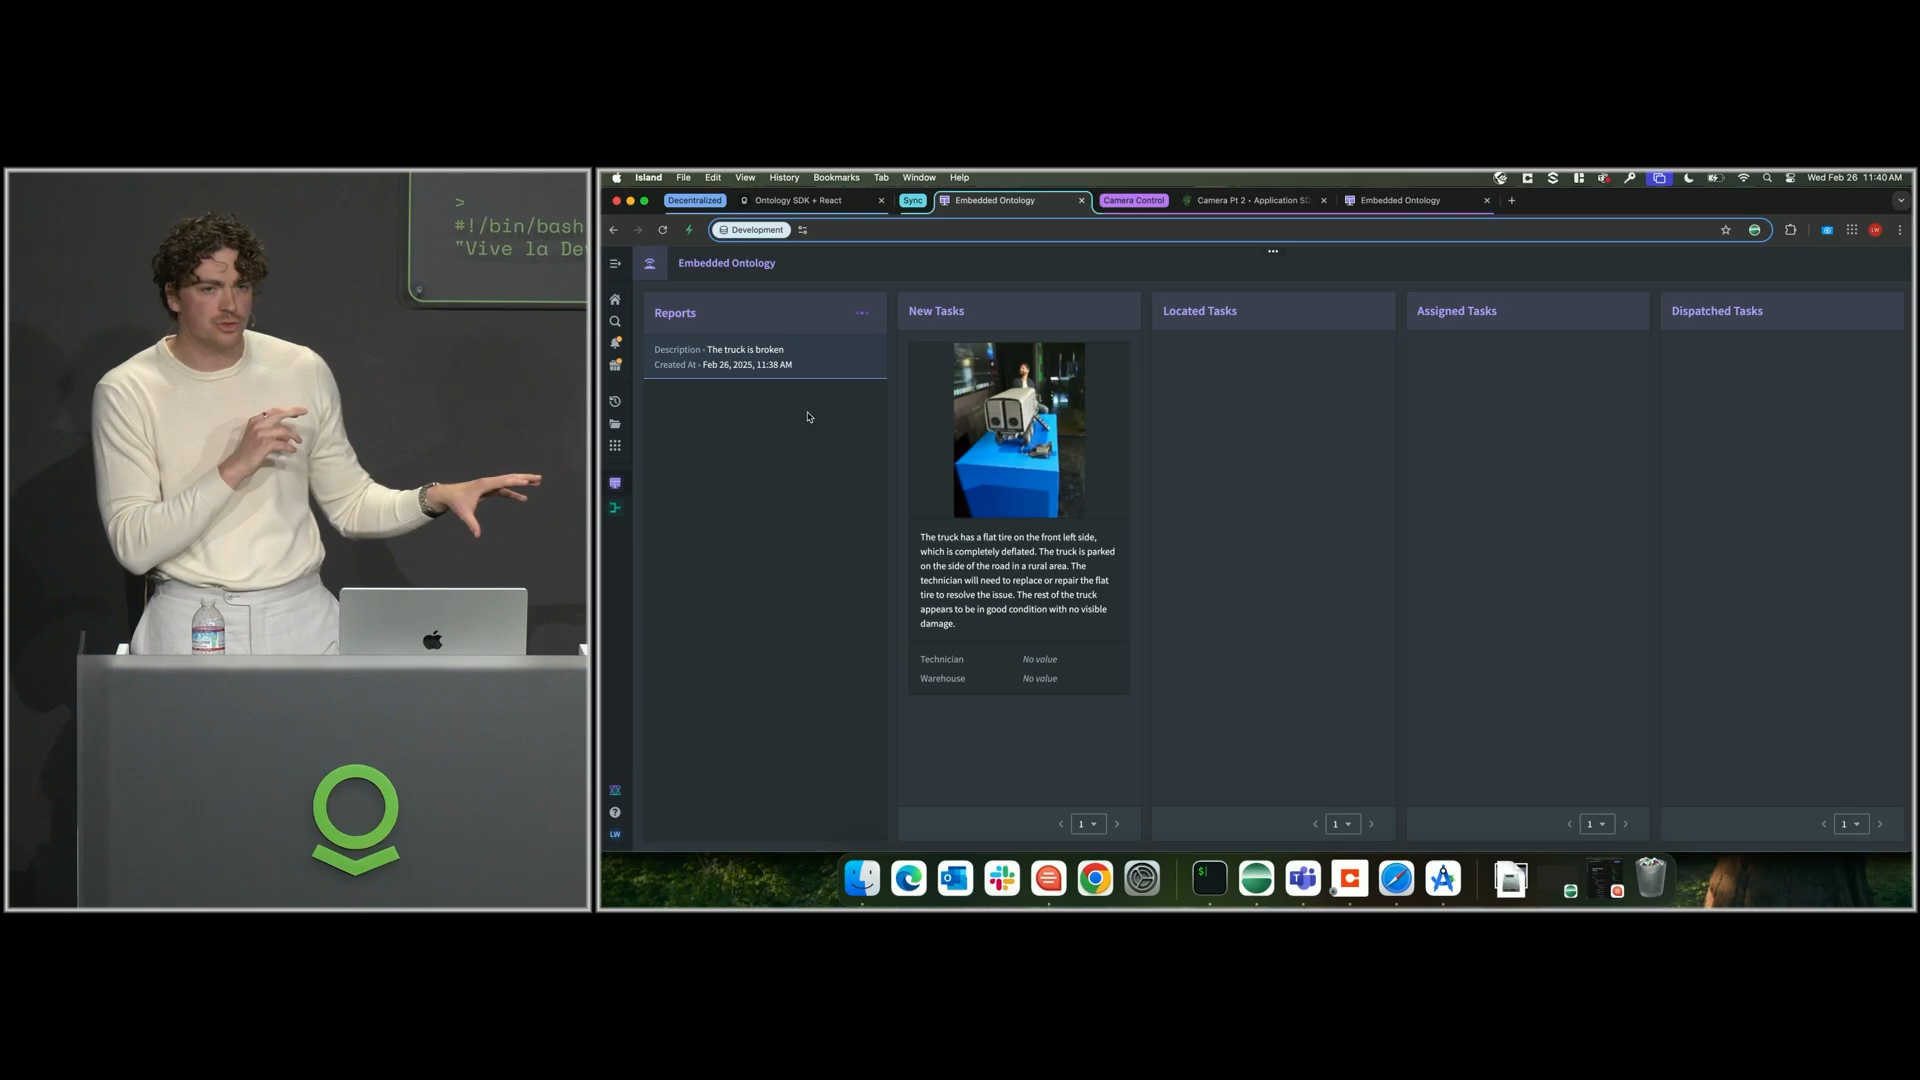 >
#!/bin/bash
"Vive la De
Island File Edit View History Bookmarks Tab Window Help
Wed Feb 26 11:40 AM
Decentralized
Ontology SDK + React
Sync
Embedded Ontology
Camera Control
Camera Pt 2 • Application SD
Embedded Ontology
Development
LW
Embedded Ontology
Reports
New Tasks
Located Tasks
Assigned Tasks
Dispatched Tasks
Description • The truck is broken
Created At • Feb 26, 2025, 11:38 AM
The truck has a flat tire on the front left side,
which is completely deflated. The truck is parked
on the side of the road in a rural area. The
technician will need to replace or repair the flat
tire to resolve the issue. The rest of the truck
appears to be in good condition with no visible
damage.
Technician No value
Warehouse No value
1
1
1
1
LW
$